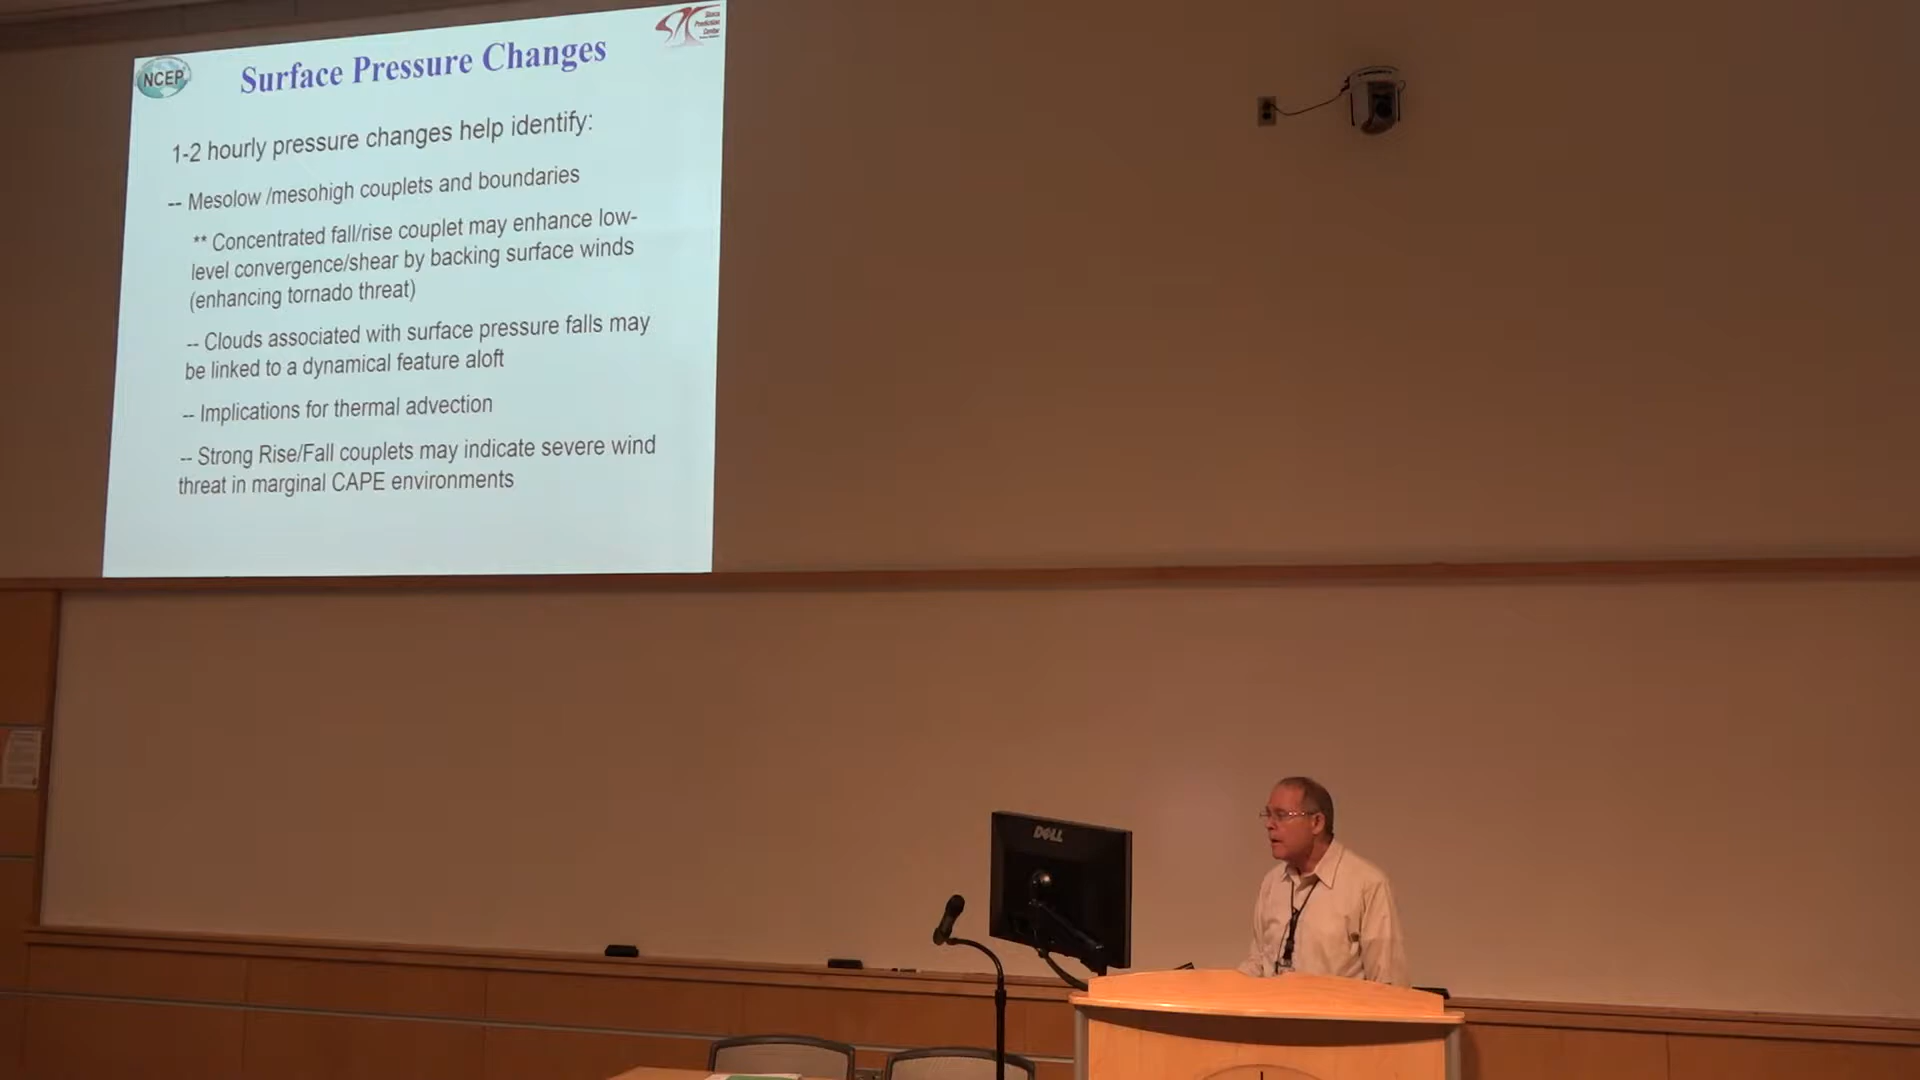 NCEP
Storm
Prediction
Center
Surface Pressure Changes
1-2 hourly pressure changes help identify:
-- Mesolow /mesohigh couplets and boundaries
** Concentrated fall/rise couplet may enhance low-
level convergence/shear by backing surface winds
(enhancing tornado threat)
-- Clouds associated with surface pressure falls may
be linked to a dynamical feature aloft
-- Implications for thermal advection
-- Strong Rise/Fall couplets may indicate severe wind
threat in marginal CAPE environments
DELL